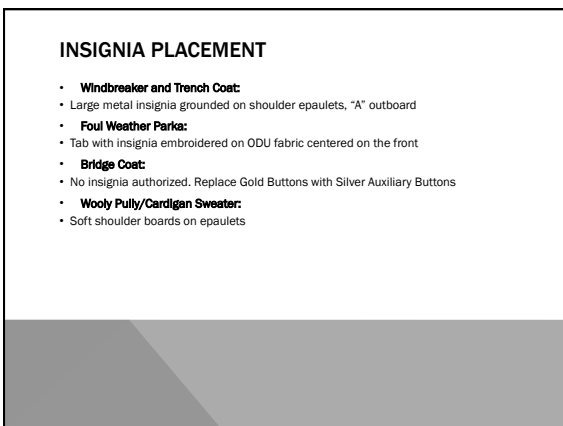 INSIGNIA PLACEMENT
• Windbreaker and Trench Coat:
• Large metal insignia grounded on shoulder epaulets, “A” outboard
• Foul Weather Parka:
• Tab with insignia embroidered on ODU fabric centered on the front
• Bridge Coat:
• No insignia authorized. Replace Gold Buttons with Silver Auxiliary Buttons
• Wooly Pully/Cardigan Sweater:
• Soft shoulder boards on epaulets